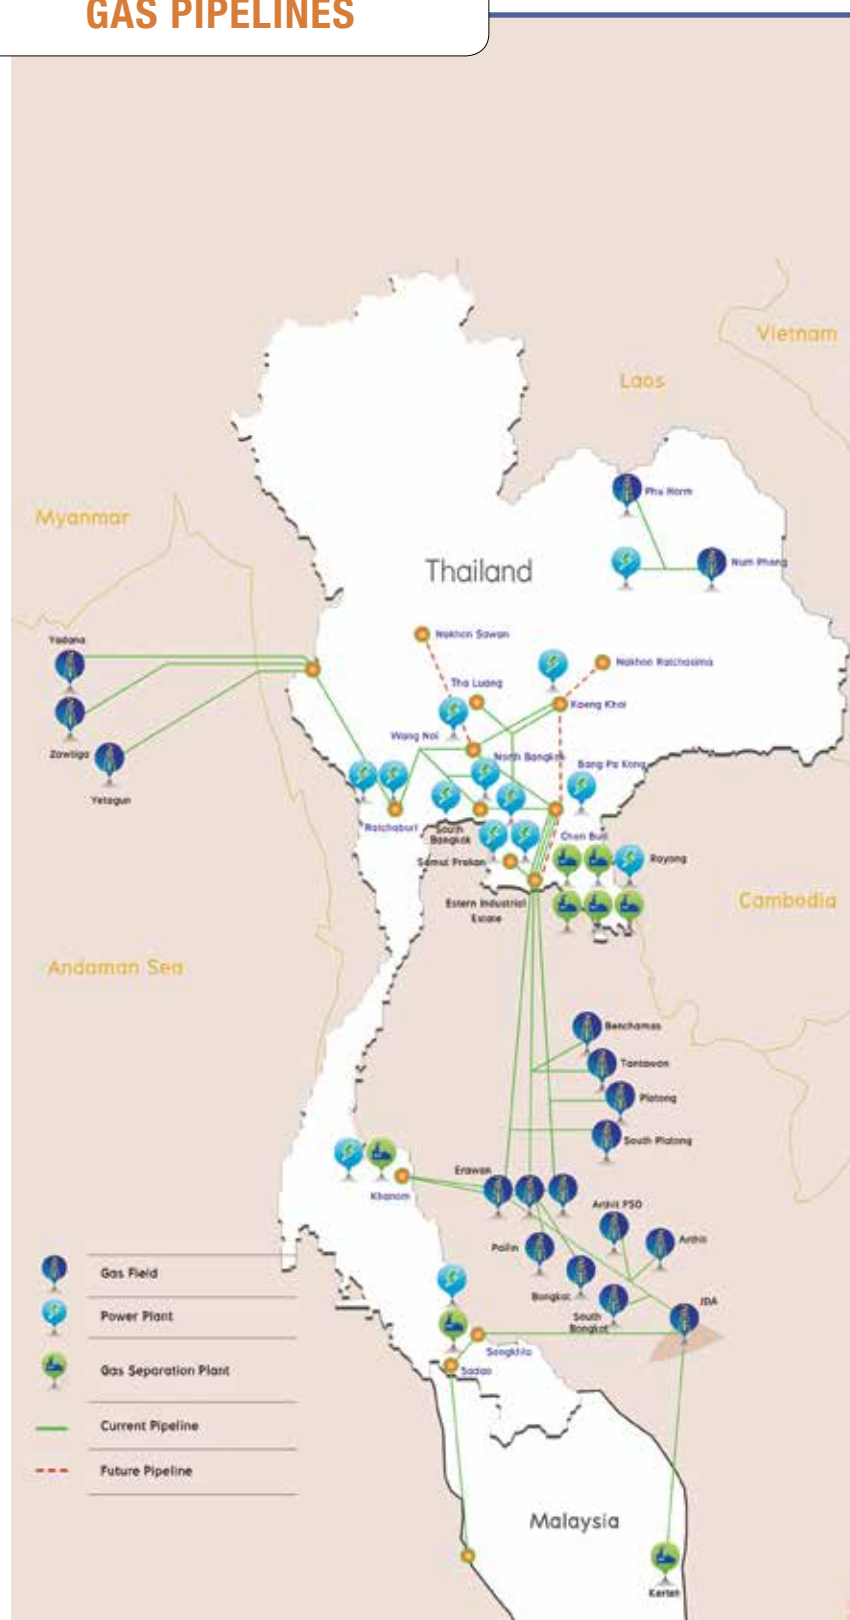 GAS PIPELINES
Vietnam
Laos
Phu Horm
Myanmar
Thailand
Num Phong
Nakhon Sawan
Yadana
Nakhon Ratchasima
Tha Luang
Kaeng Khoi
Wang Noi
Zawtiga
North Bangkok
Bang Pa Kong
Yetagun
Ratchaburi
South
Bangkok
Chon Buri
Samut Prakan
Rayong
Estern Industrial
Estate
Cambodia
Andaman Sea
Benchamas
Tantawan
Platong
South Platong
Erawan
Khanom
Arthit FSO
Arthit
Pailin
Gas Field
Bongkot
JDA
Power Plant
South
Bongkot
Songkhla
Gas Separation Plant
Sadao
Current Pipeline
Future Pipeline
Malaysia
Kerteh